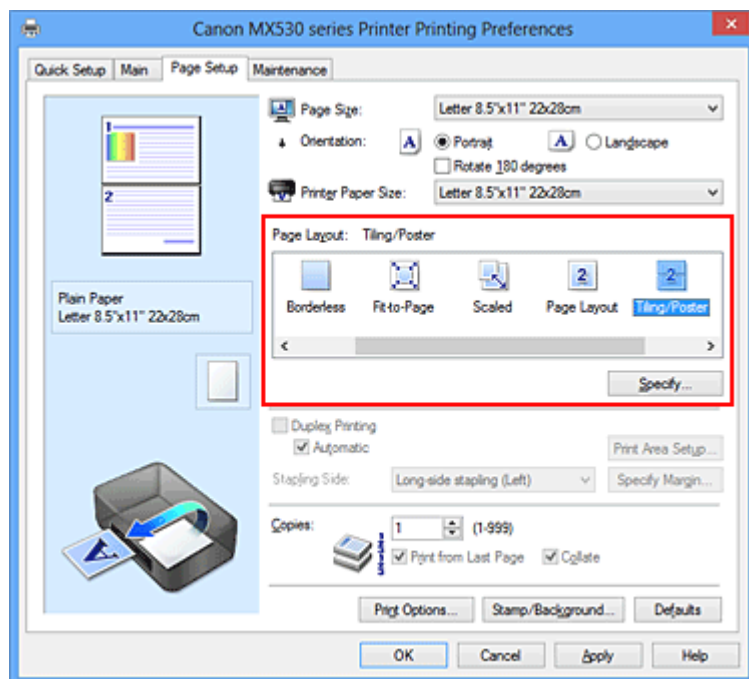 Canon MX530 series Printer Printing Preferences
Quick Setup Main Page Setup Maintenance
Page Size: Letter 8.5"x11" 22x28cm
Orientation: A Portrait A Landscape
Rotate 180 degrees
Printer Paper Size: Letter 8.5"x11" 22x28cm
1
2
Page Layout: Tiling/Poster
2 2
Borderless Fit-to-Page Scaled Page Layout Tiling/Poster
Plain Paper
Letter 8.5"x11" 22x28cm
Specify...
Duplex Printing
Automatic Print Area Setup...
Stapling Side: Long-side stapling (Left) Specify Margin...
Copies: 1 (1-999)
Print from Last Page Collate
A
Print Options... Stamp/Background... Defaults
OK Cancel Apply Help